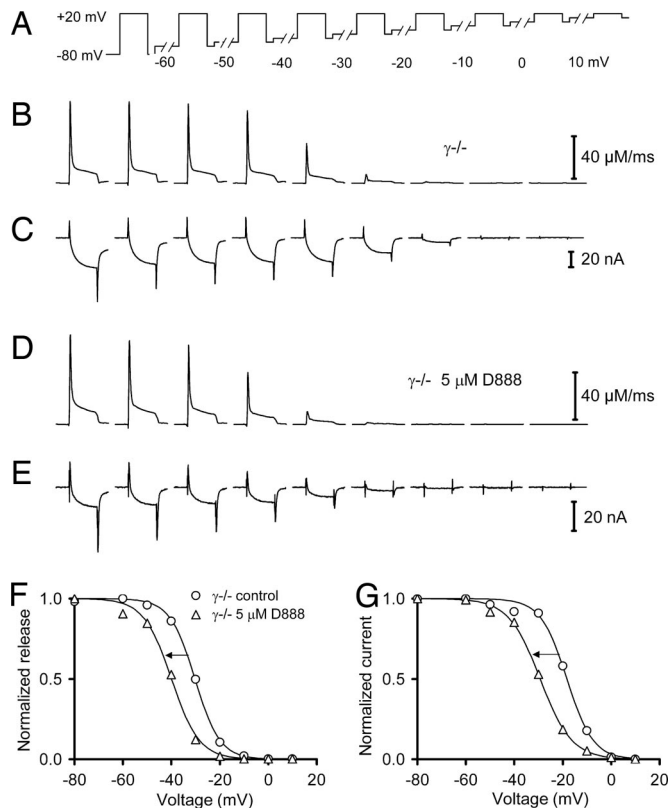 A
+20 mV
-80 mV
-60 -50 -40 -30 -20 -10 0 10 mV
B
γ-/-
40 µM/ms
C
20 nA
D
γ-/- 5 µM D888
40 µM/ms
E
20 nA
F
Normalized release
1.0
0.5
0.0
γ-/- control
γ-/- 5 µM D888
-80 -60 -40 -20 0 20
Voltage (mV)
G
Normalized current
1.0
0.5
0.0
-80 -60 -40 -20 0 20
Voltage (mV)